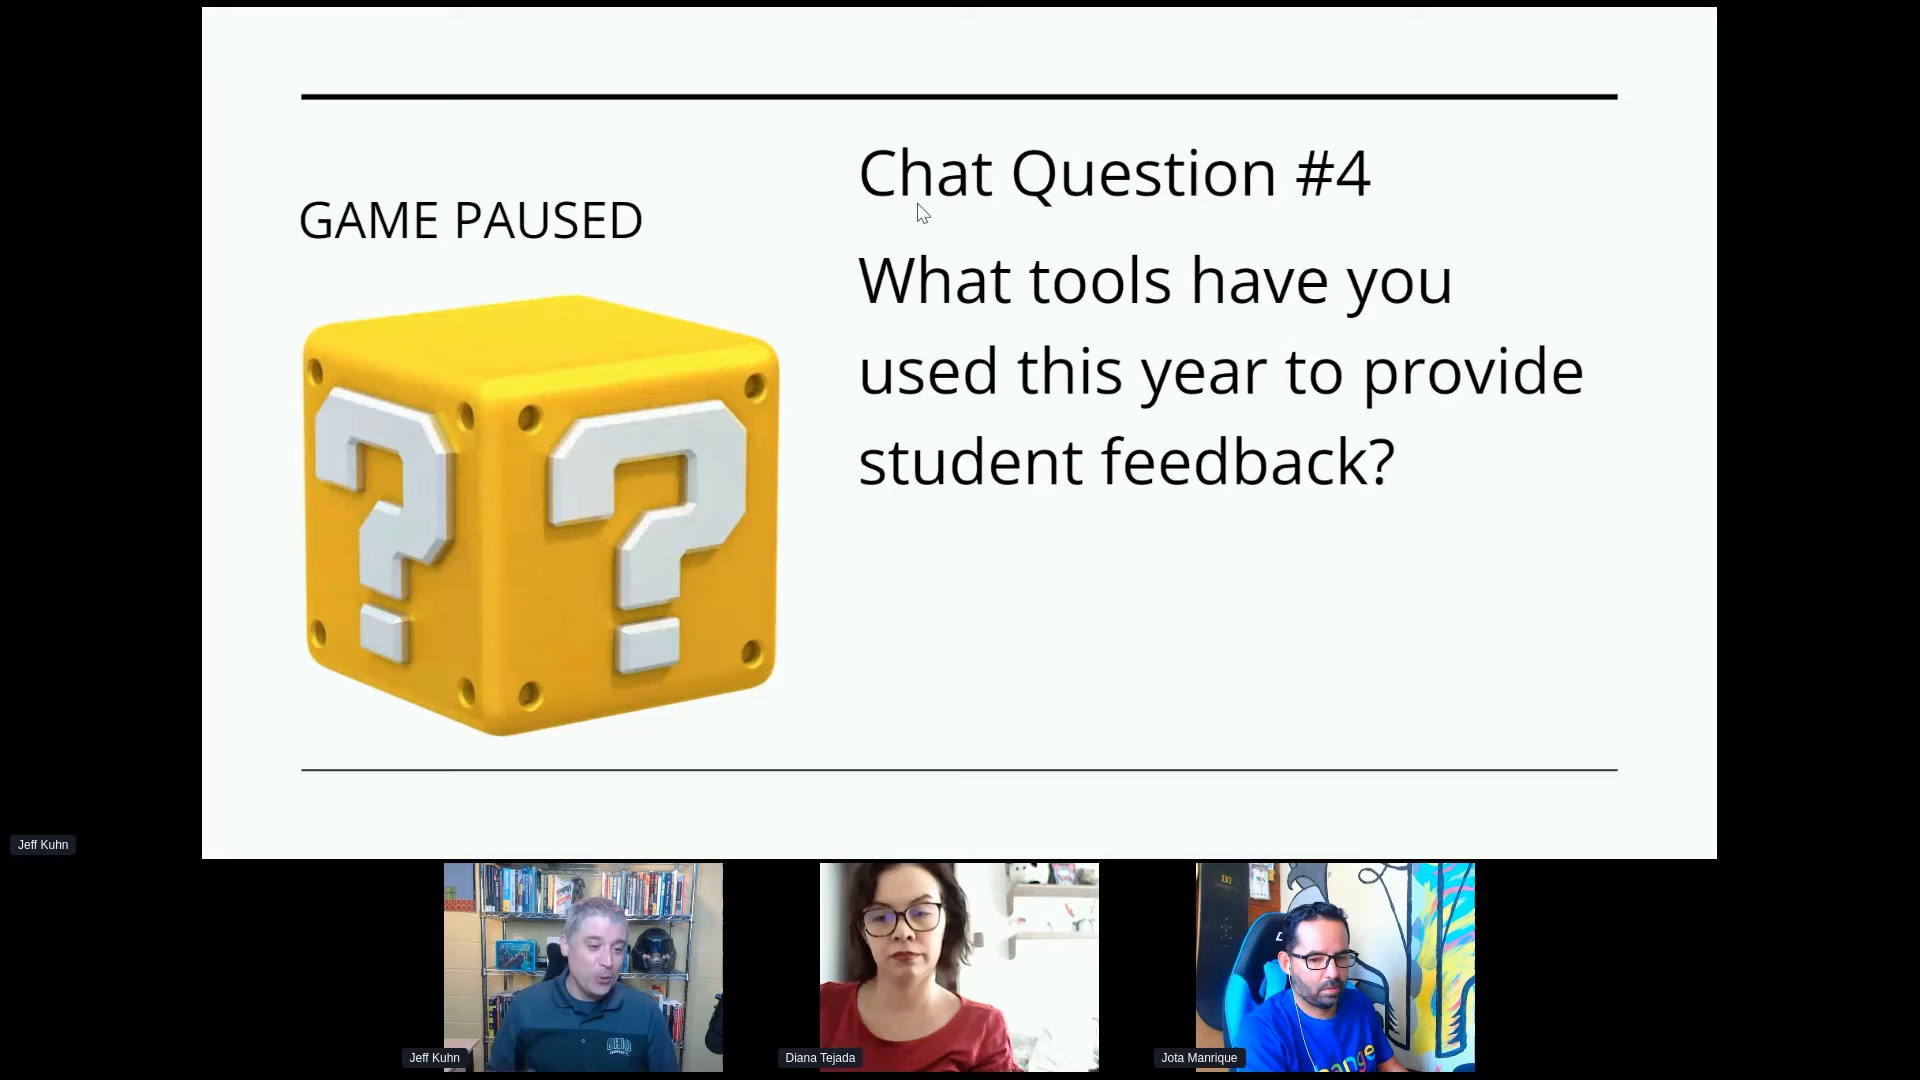 GAME PAUSED
Chat Question #4
What tools have you
used this year to provide
student feedback?
? ?
Jeff Kuhn
OHIO
Jeff Kuhn
Diana Tejada
Jota Manrique